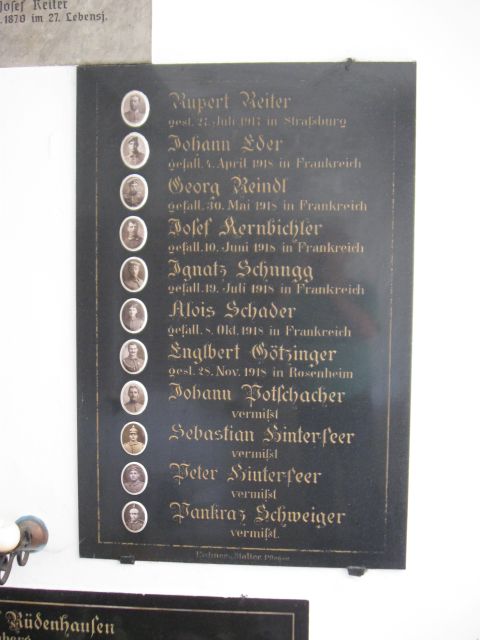 Josef Reiter
1870 im 27. Lebensj.
Rupert Reiter
gest. 27. Juli 1917 in Straßburg
Johann Eder
gefall. 4. April 1918 in Frankreich
Georg Reindl
gefall. 30. Mai 1918 in Frankreich
Josef Kernbichler
gefall. 10. Juni 1918 in Frankreich
Ignatz Schnugg
gefall. 19. Juli 1918 in Frankreich
Alois Schader
gefall. 8. Okt. 1918 in Frankreich
Englbert Götzinger
gest. 28. Nov. 1918 in Rosenheim
Johann Potschacher
vermißt
Sebastian Hinterseer
vermißt
Peter Hinterseer
vermißt
Pankraz Schweiger
vermißt.
Rüdenhausen